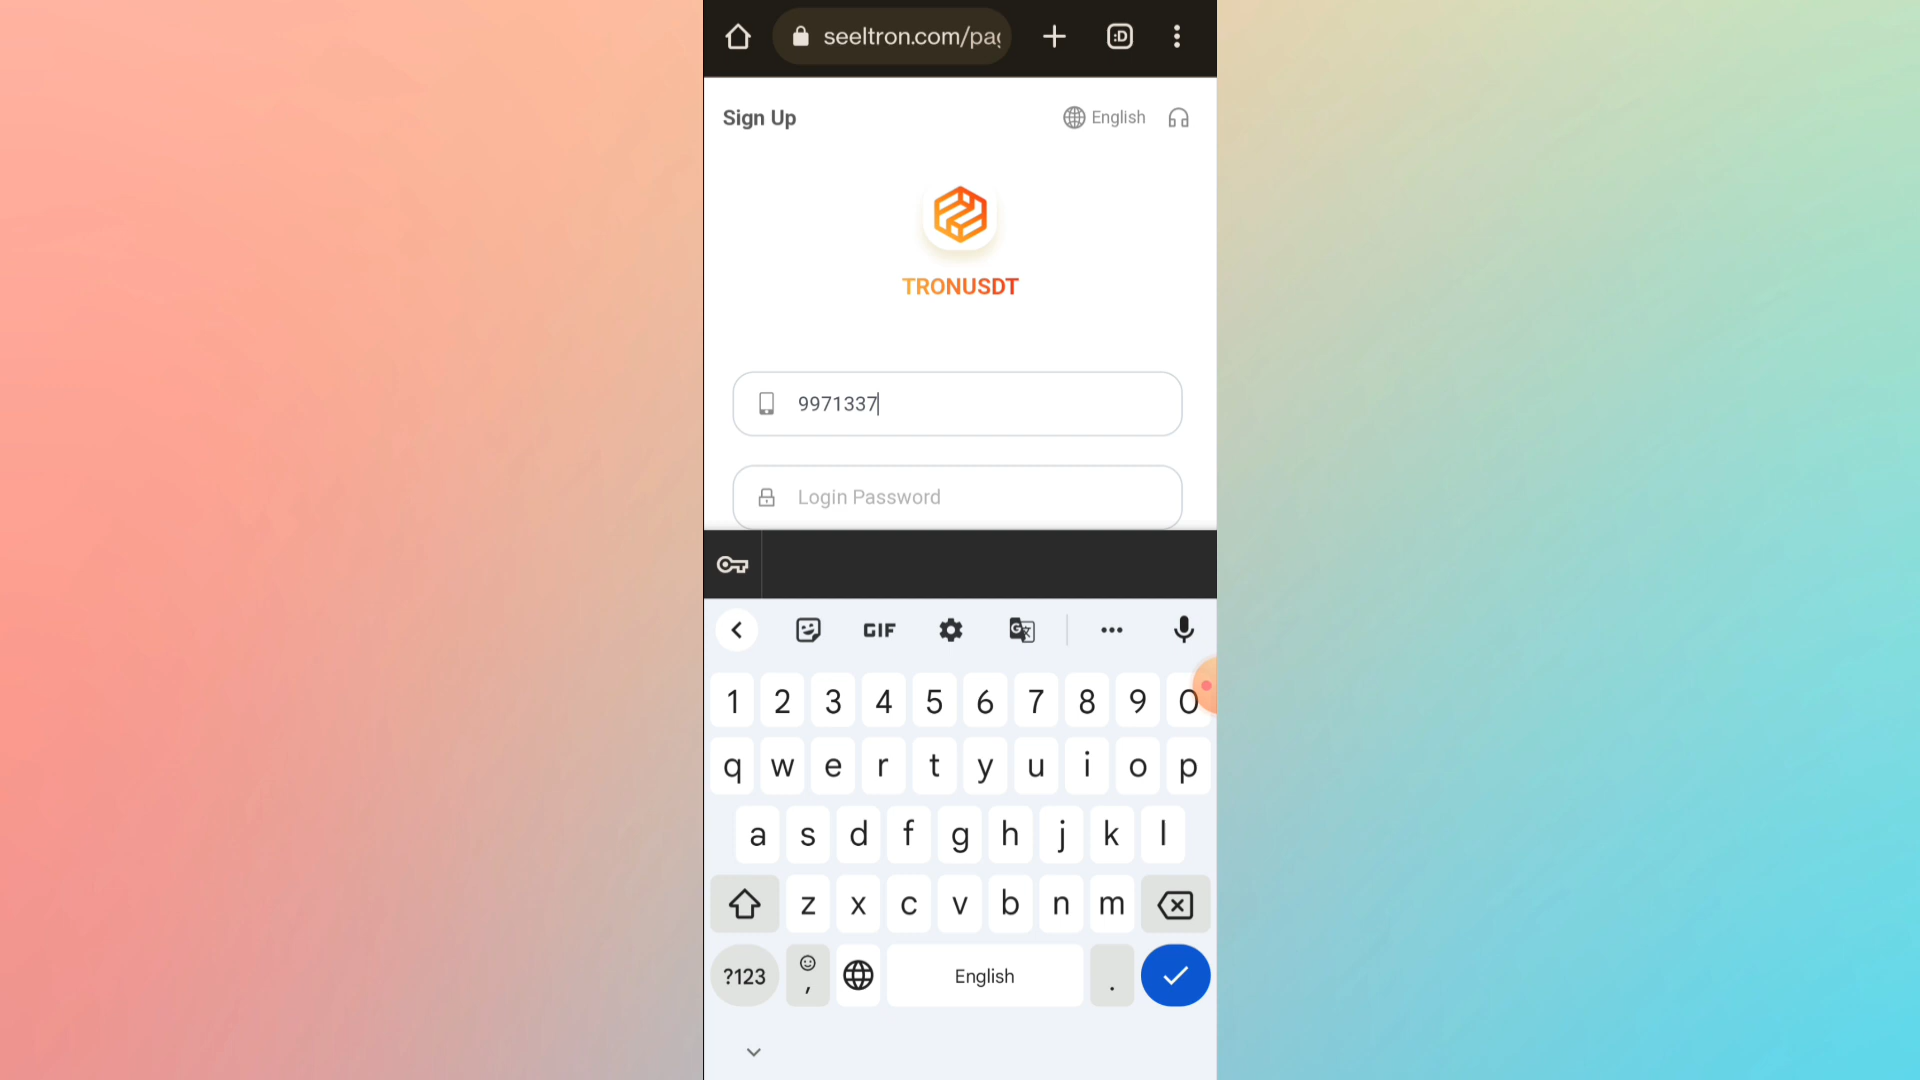 seeltron.com/pa
:D
Sign Up
English
TRONUSDT
9971337
Login Password
GIF
1 2 3 4 5 6 7 8 9 0
q w e r t y u i o p
a s d f g h j k l
z x c v b n m
?123 , English .